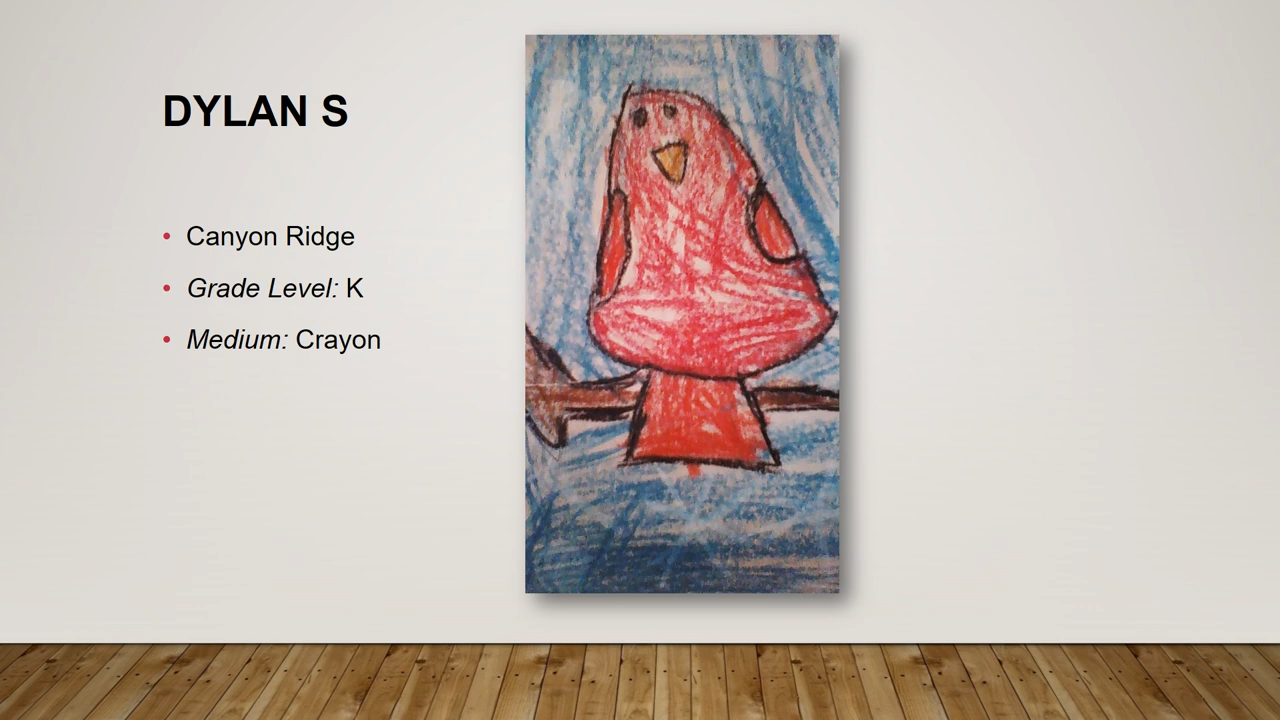 DYLAN S
• Canyon Ridge
• Grade Level: K
• Medium: Crayon